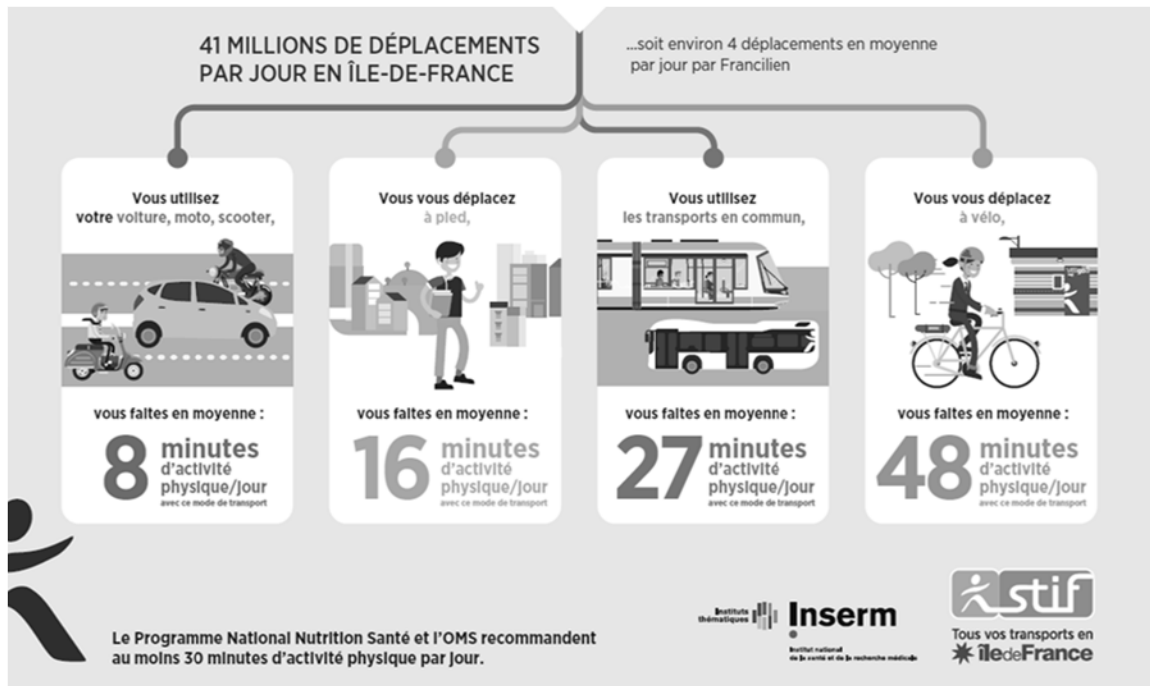 41 MILLIONS DE DÉPLACEMENTS
PAR JOUR EN ÎLE-DE-FRANCE
...soit environ 4 déplacements en moyenne
par jour par Francilien
Vous utilisez
votre voiture, moto, scooter,
vous faites en moyenne :
8 minutes
d'activité
physique/jour
avec ce mode de transport
Vous vous déplacez
à pied,
vous faites en moyenne :
16 minutes
d'activité
physique/jour
avec ce mode de transport
Vous utilisez
les transports en commun,
vous faites en moyenne :
27 minutes
d'activité
physique/jour
avec ce mode de transport
Vous vous déplacez
à vélo,
vous faites en moyenne :
48 minutes
d'activité
physique/jour
avec ce mode de transport
Le Programme National Nutrition Santé et l'OMS recommandent
au moins 30 minutes d'activité physique par jour.
Instituts
thématiques
Inserm
Institut national
de la santé et de la recherche médicale
stif
Tous vos transports en
îledeFrance